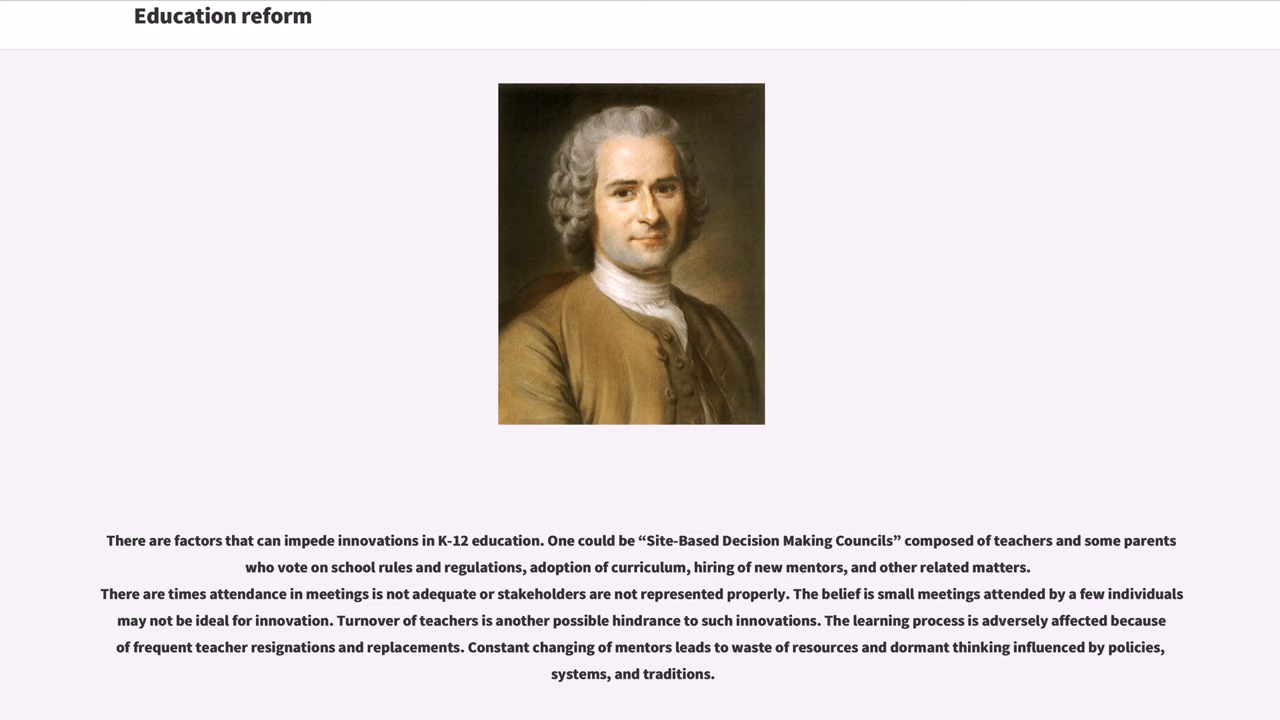 Education reform
There are factors that can impede innovations in K-12 education. One could be “Site-Based Decision Making Councils” composed of teachers and some parents
who vote on school rules and regulations, adoption of curriculum, hiring of new mentors, and other related matters.
There are times attendance in meetings is not adequate or stakeholders are not represented properly. The belief is small meetings attended by a few individuals
may not be ideal for innovation. Turnover of teachers is another possible hindrance to such innovations. The learning process is adversely affected because
of frequent teacher resignations and replacements. Constant changing of mentors leads to waste of resources and dormant thinking influenced by policies,
systems, and traditions.